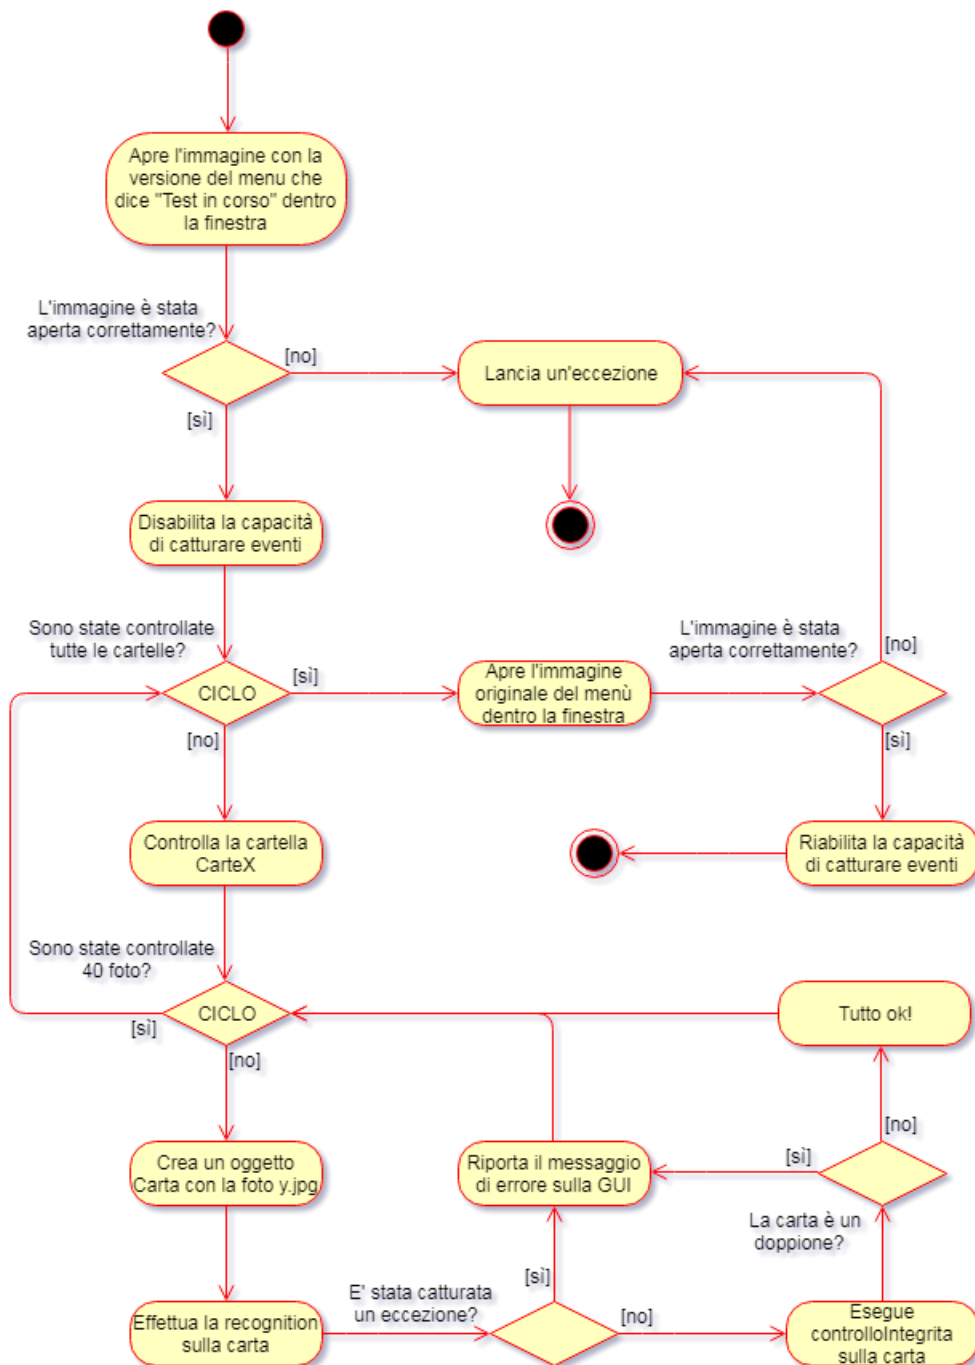 Apre l'immagine con la
versione del menu che
dice "Test in corso" dentro
la finestra
L'immagine è stata
aperta correttamente?
[no]
Lancia un'eccezione
[sì]
Disabilita la capacità
di catturare eventi
Sono state controllate
tutte le cartelle?
CICLO
[sì]
Apre l'immagine
originale del menù
dentro la finestra
L'immagine è stata
aperta correttamente?
[no]
[no]
[sì]
Controlla la cartella
CarteX
Riabilita la capacità
di catturare eventi
Sono state controllate
40 foto?
CICLO
[sì]
Tutto ok!
[no]
[no]
Crea un oggetto
Carta con la foto y.jpg
Riporta il messaggio
di errore sulla GUI
[sì]
La carta è un
doppione?
E' stata catturata
un eccezione?
[sì]
Effettua la recognition
sulla carta
[no]
Esegue
controlloIntegrita
sulla carta